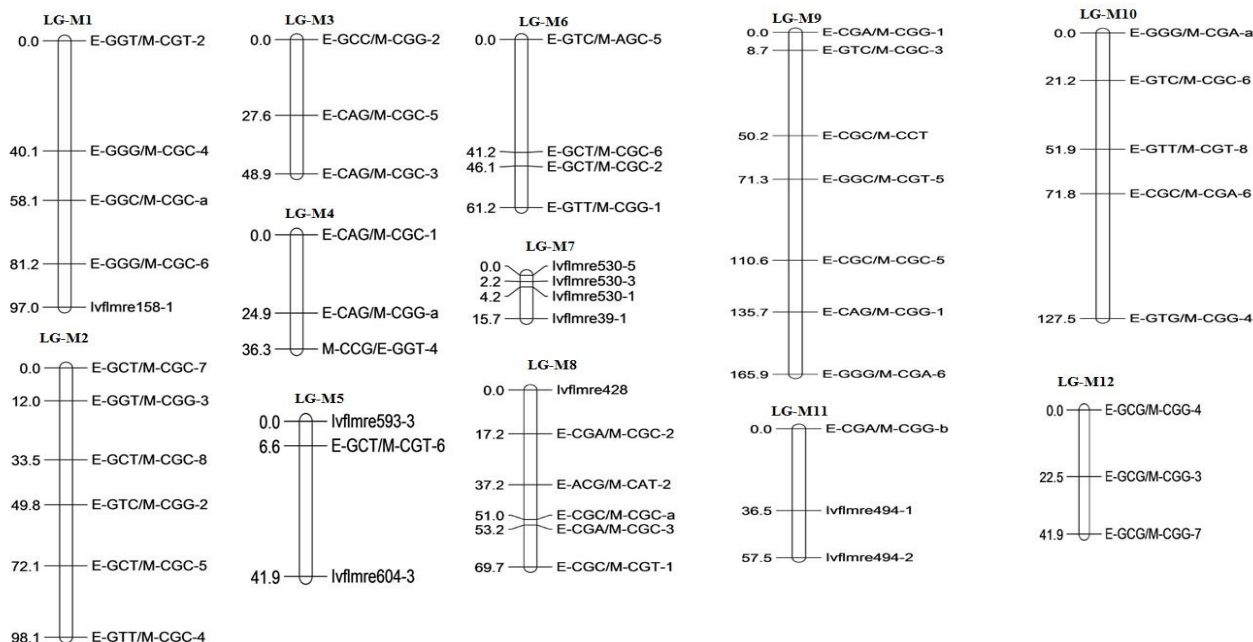 LG-M1
0.0 E-GGT/M-CGT-2
40.1 E-GGG/M-CGC-4
58.1 E-GGC/M-CGC-a
81.2 E-GGG/M-CGC-6
97.0 lvflmre158-1
LG-M2
0.0 E-GCT/M-CGC-7
12.0 E-GGT/M-CGG-3
33.5 E-GCT/M-CGC-8
49.8 E-GTC/M-CGG-2
72.1 E-GCT/M-CGC-5
98.1 E-GTT/M-CGC-4
LG-M3
0.0 E-GCC/M-CGG-2
27.6 E-CAG/M-CGC-5
48.9 E-CAG/M-CGC-3
LG-M4
0.0 E-CAG/M-CGC-1
24.9 E-CAG/M-CGG-a
36.3 M-CCG/E-GGT-4
LG-M5
0.0 lvflmre593-3
6.6 E-GCT/M-CGT-6
41.9 lvflmre604-3
LG-M6
0.0 E-GTC/M-AGC-5
41.2 E-GCT/M-CGC-6
46.1 E-GCT/M-CGC-2
61.2 E-GTT/M-CGG-1
LG-M7
0.0 lvflmre530-5
2.2 lvflmre530-3
4.2 lvflmre530-1
15.7 lvflmre39-1
LG-M8
0.0 lvflmre428
17.2 E-CGA/M-CGC-2
37.2 E-ACG/M-CAT-2
51.0 E-CGC/M-CGC-a
53.2 E-CGA/M-CGC-3
69.7 E-CGC/M-CGT-1
LG-M9
0.0 E-CGA/M-CGG-1
8.7 E-GTC/M-CGC-3
50.2 E-CGC/M-CCT
71.3 E-GGC/M-CGT-5
110.6 E-CGC/M-CGC-5
135.7 E-CAG/M-CGG-1
165.9 E-GGG/M-CGA-6
LG-M11
0.0 E-CGA/M-CGG-b
36.5 lvflmre494-1
57.5 lvflmre494-2
LG-M10
0.0 E-GGG/M-CGA-a
21.2 E-GTC/M-CGC-6
51.9 E-GTT/M-CGT-8
71.8 E-CGC/M-CGA-6
127.5 E-GTG/M-CGG-4
LG-M12
0.0 E-GCG/M-CGG-4
22.5 E-GCG/M-CGG-3
41.9 E-GCG/M-CGG-7